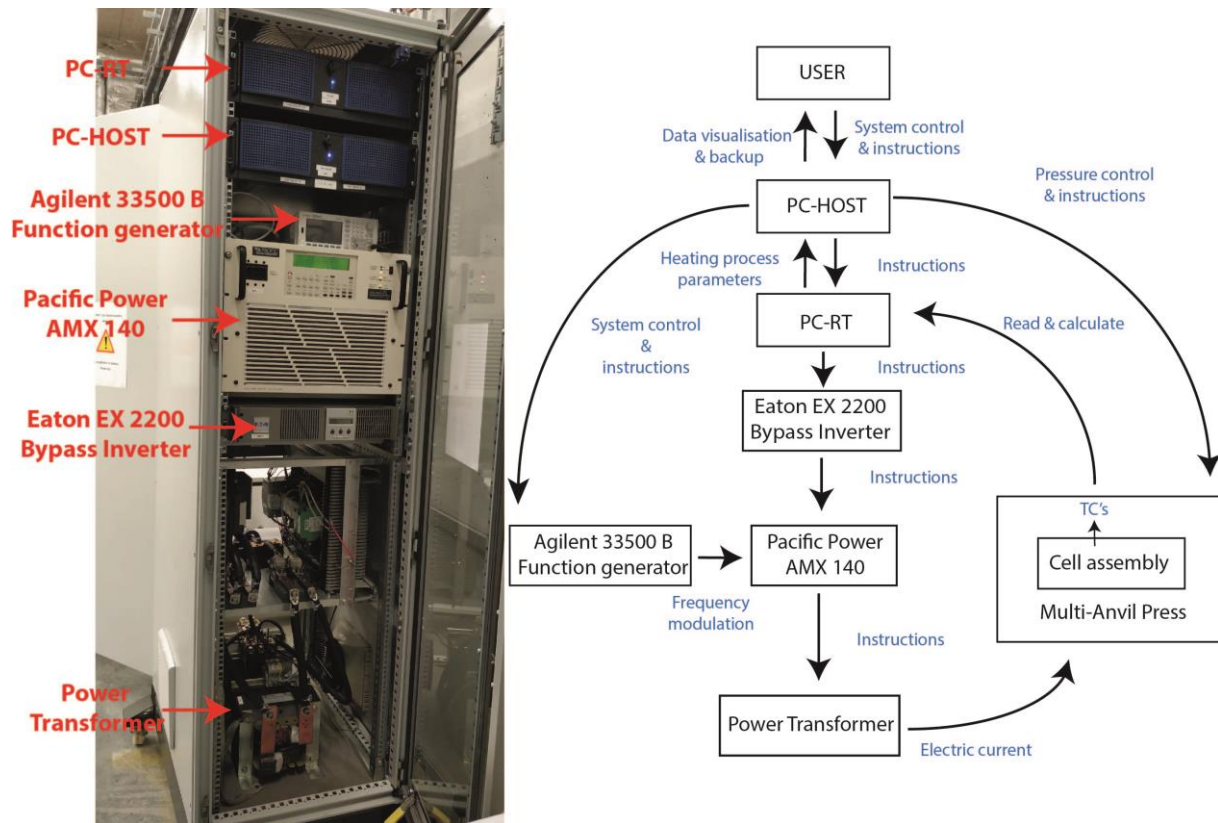 PC-RT
PC-HOST
Agilent 33500 B
Function generator
Pacific Power
AMX 140
Eaton EX 2200
Bypass Inverter
Power
Transformer
USER
Data visualisation
& backup
System control
& instructions
Pressure control
& instructions
PC-HOST
Heating process
parameters
Instructions
System control
&
instructions
PC-RT
Read & calculate
Instructions
Eaton EX 2200
Bypass Inverter
Instructions
Agilent 33500 B
Function generator
Frequency
modulation
Pacific Power
AMX 140
TC's
Cell assembly
Multi-Anvil Press
Instructions
Power Transformer
Electric current